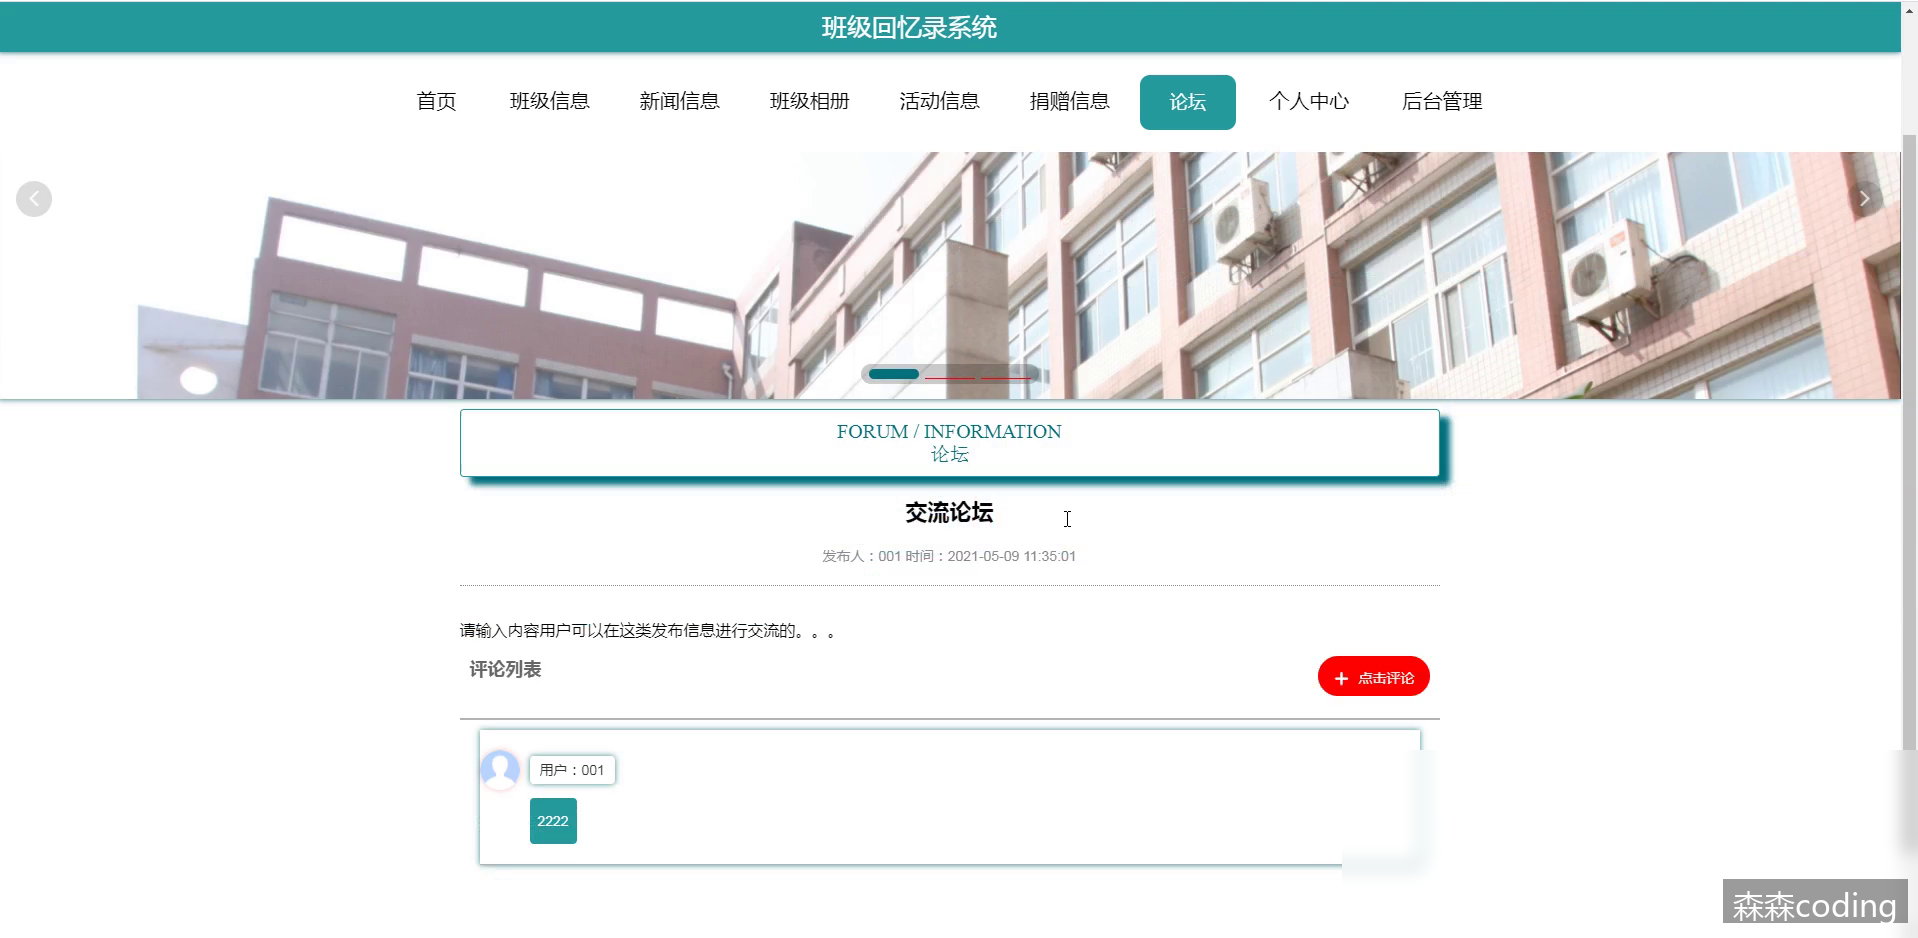 班级回忆录系统
首页 班级信息 新闻信息 班级相册 活动信息 捐赠信息 论坛 个人中心 后台管理
FORUM / INFORMATION
论坛
交流论坛
发布人：001 时间：2021-05-09 11:35:01
请输入内容用户可以在这类发布信息进行交流的。。。
评论列表
+ 点击评论
用户：001
2222
森森coding